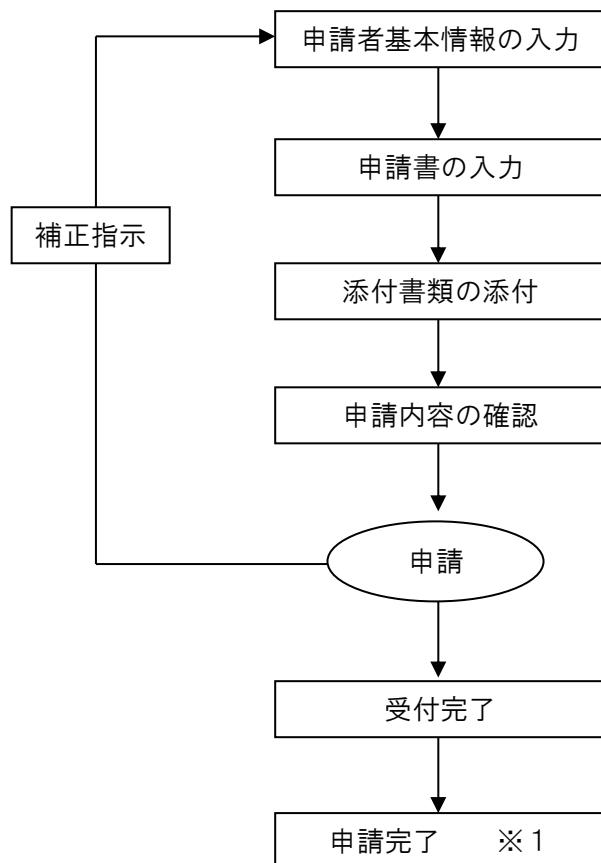 申請者基本情報の入力
申請書の入力
補正指示
添付書類の添付
申請内容の確認
申請
受付完了
申請完了　　※１